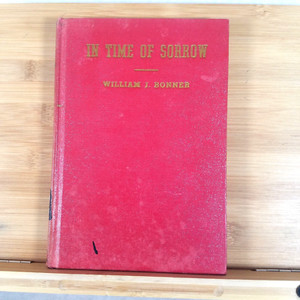 IN TIME OF SORROW
WILLIAM J. BONNER